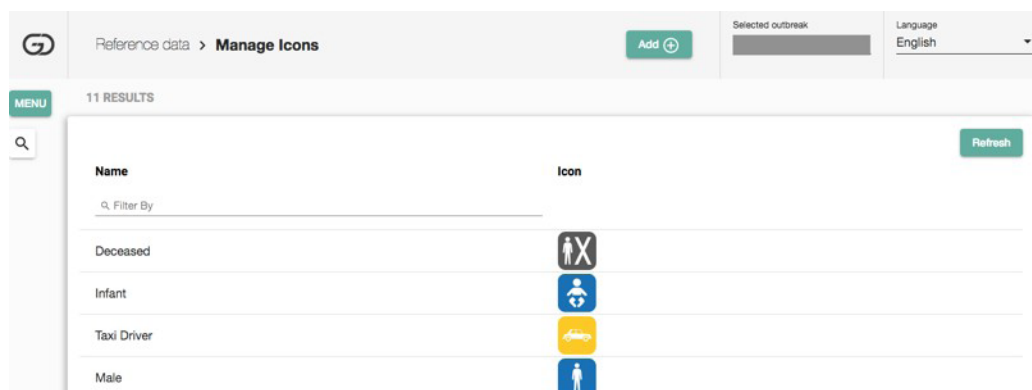 Selected outbreak
Language
Reference data > Manage Icons
Add
English
MENU
11 RESULTS
Refresh
Name
Icon
Filter By
Deceased
X
Infant
Taxi Driver
Male